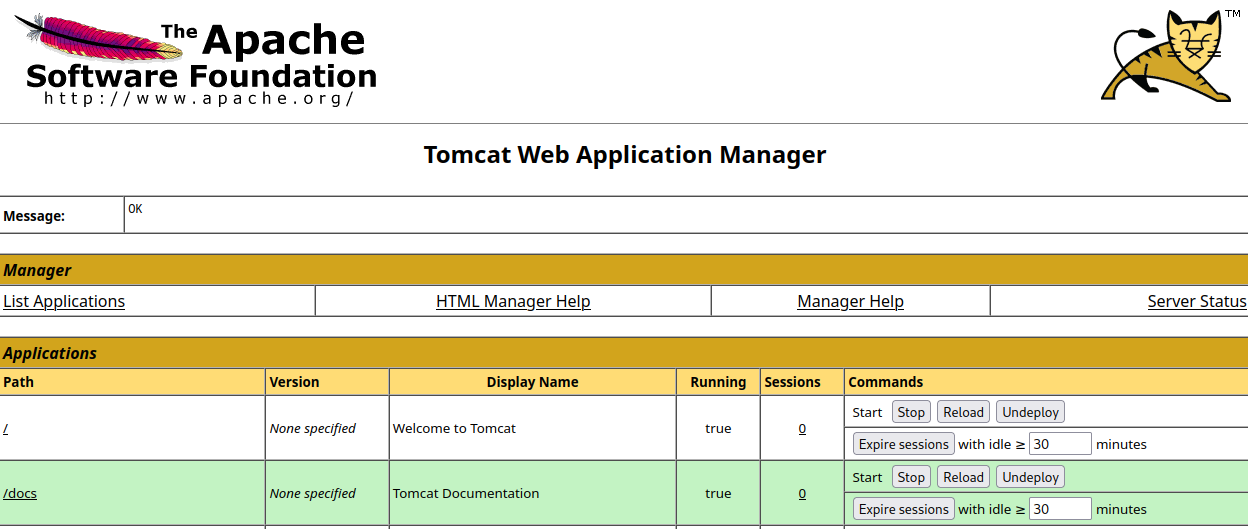 The Apache
Software Foundation
http://www.apache.org/
TM
Tomcat Web Application Manager
Message: OK
Manager
List Applications HTML Manager Help Manager Help Server Status
Applications
Path Version Display Name Running Sessions Commands
/ None specified Welcome to Tomcat true 0 Start Stop Reload Undeploy
Expire sessions with idle ≥ 30 minutes
/docs None specified Tomcat Documentation true 0 Start Stop Reload Undeploy
Expire sessions with idle ≥ 30 minutes